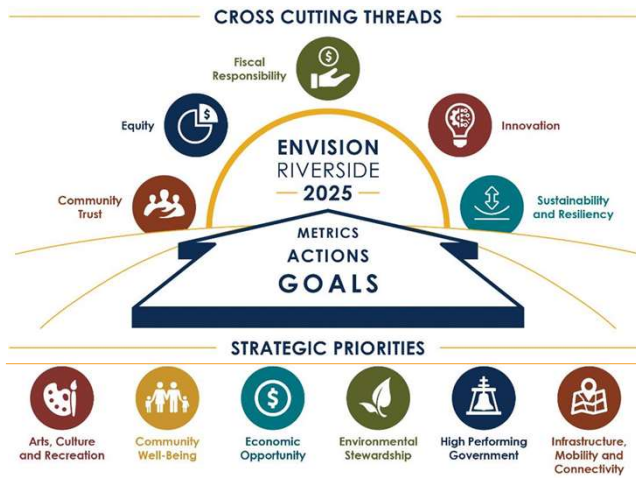 CROSS CUTTING THREADS
Fiscal
Responsibility
$
Equity
$
Innovation
ENVISION
RIVERSIDE
2025
Community
Trust
Sustainability
and Resiliency
METRICS
ACTIONS
GOALS
STRATEGIC PRIORITIES
$
Arts, Culture
and Recreation
Community
Well-Being
Economic
Opportunity
Environmental
Stewardship
High Performing
Government
Infrastructure,
Mobility and
Connectivity